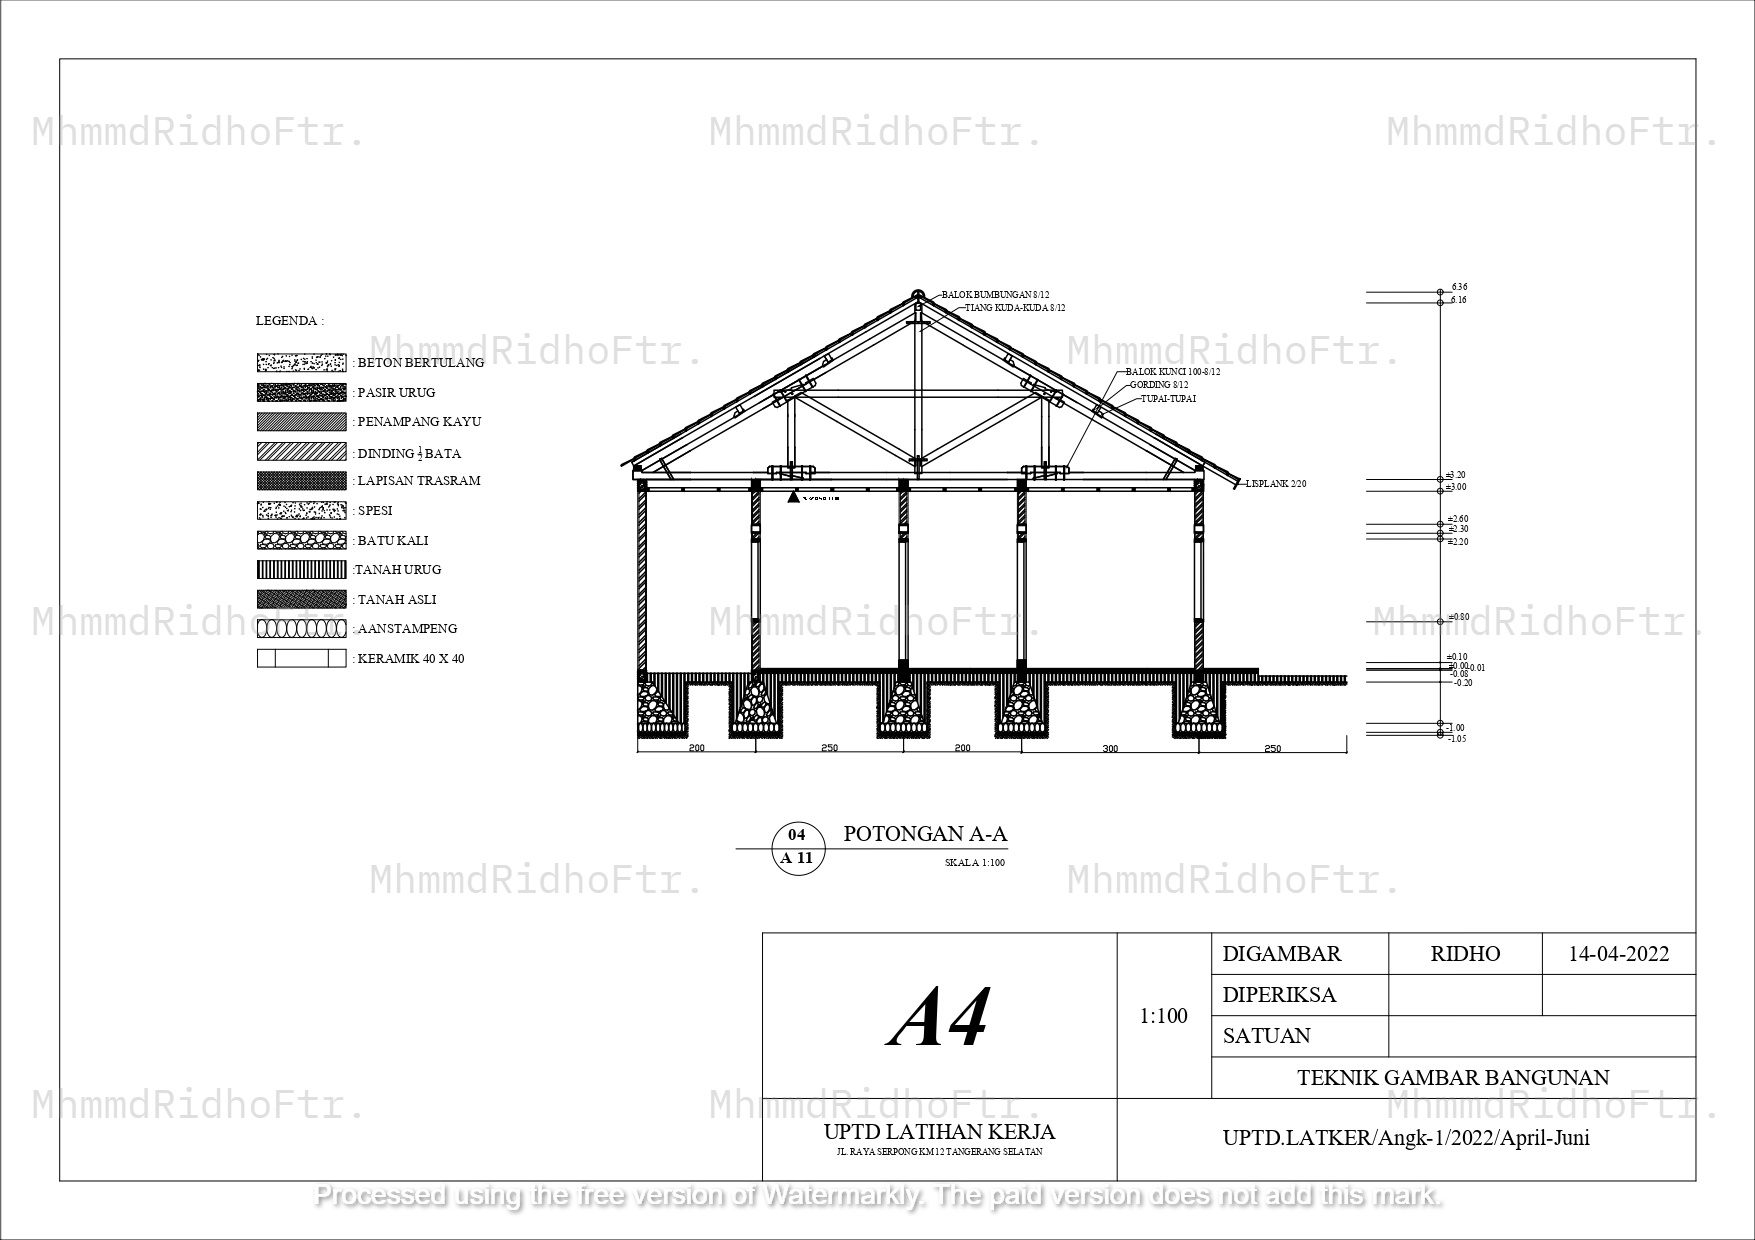 MhmmdRidhoFtr. MhmmdRidhoFtr. MhmmdRidhoFtr.
LEGENDA :
: BETON BERTULANG
: PASIR URUG
: PENAMPANG KAYU
: DINDING ½ BATA
: LAPISAN TRASRAM
: SPESI
: BATU KALI
:TANAH URUG
: TANAH ASLI
: AANSTAMPENG
: KERAMIK 40 X 40
MhmmdRidhoFtr. MhmmdRidhoFtr.
BALOK BUMBUNGAN 8/12
TIANG KUDA-KUDA 8/12
BALOK KUNCI 100-8/12
GORDING 8/12
TUPAI-TUPAI
LISPLANK 2/20
6.36
6.16
±3.20
±3.00
±2.60
±2.30
±2.20
±0.80
±0.10
±0.00
-0.01
-0.08
-0.20
-1.00
-1.05
MhmmdRidhoFtr. MhmmdRidhoFtr. MhmmdRidhoFtr.
200 250 200 300 250
04
A 11
POTONGAN A-A
SKALA 1:100
MhmmdRidhoFtr. MhmmdRidhoFtr.
A4
1:100
DIGAMBAR RIDHO 14-04-2022
DIPERIKSA
SATUAN
TEKNIK GAMBAR BANGUNAN
MhmmdRidhoFtr. MhmmdRidhoFtr. MhmmdRidhoFtr.
UPTD LATIHAN KERJA
JL. RAYA SERPONG KM 12 TANGERANG SELATAN
UPTD.LATKER/Angk-1/2022/April-Juni
Processed using the free version of Watermarkly. The paid version does not add this mark.